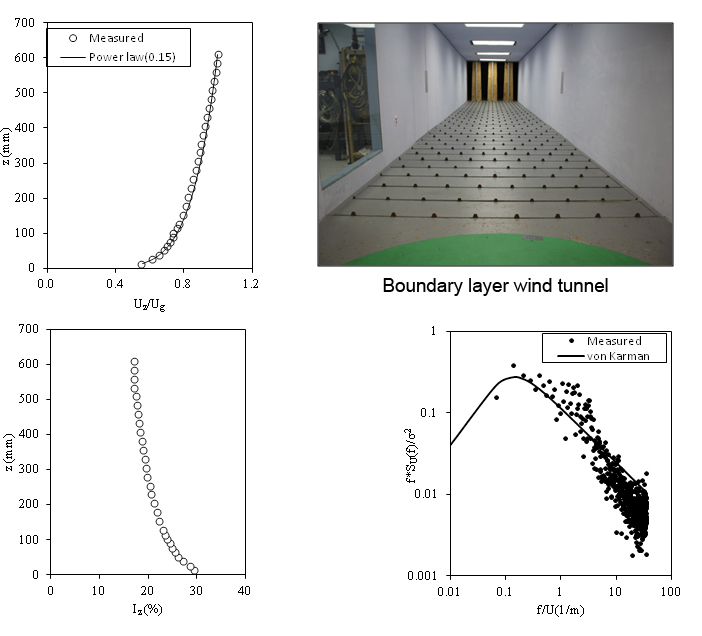 700
600
500
400
300
200
100
0
z(mm)
Measured
Power law(0.15)
0.0 0.4 0.8 1.2
Uz/Ug
Boundary layer wind tunnel
700
600
500
400
300
200
100
0
z(mm)
0 10 20 30 40
Iz(%)
1
0.1
0.01
0.001
f*SU(f)/σ²
Measured
von Karman
0.01 0.1 1 10 100
f/U(1/m)